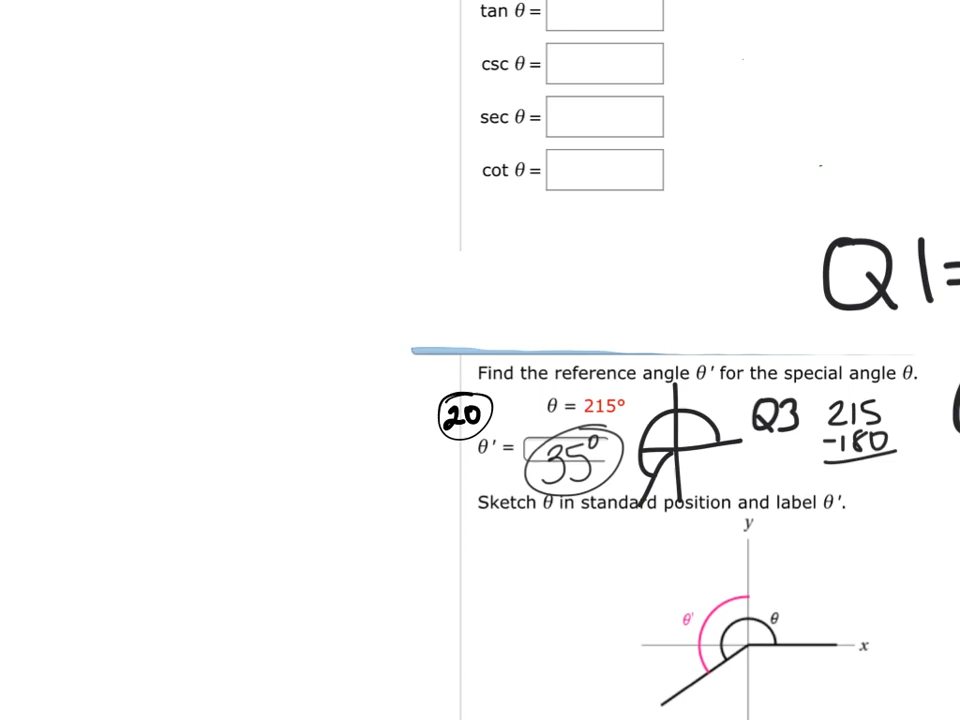 tan θ =
csc θ =
sec θ =
cot θ =
Q1=
Find the reference angle θ' for the special angle θ.
20
θ = 215°
Q3 215
-180
θ' = 35°
Sketch θ in standard position and label θ'.
y
θ'
θ
x